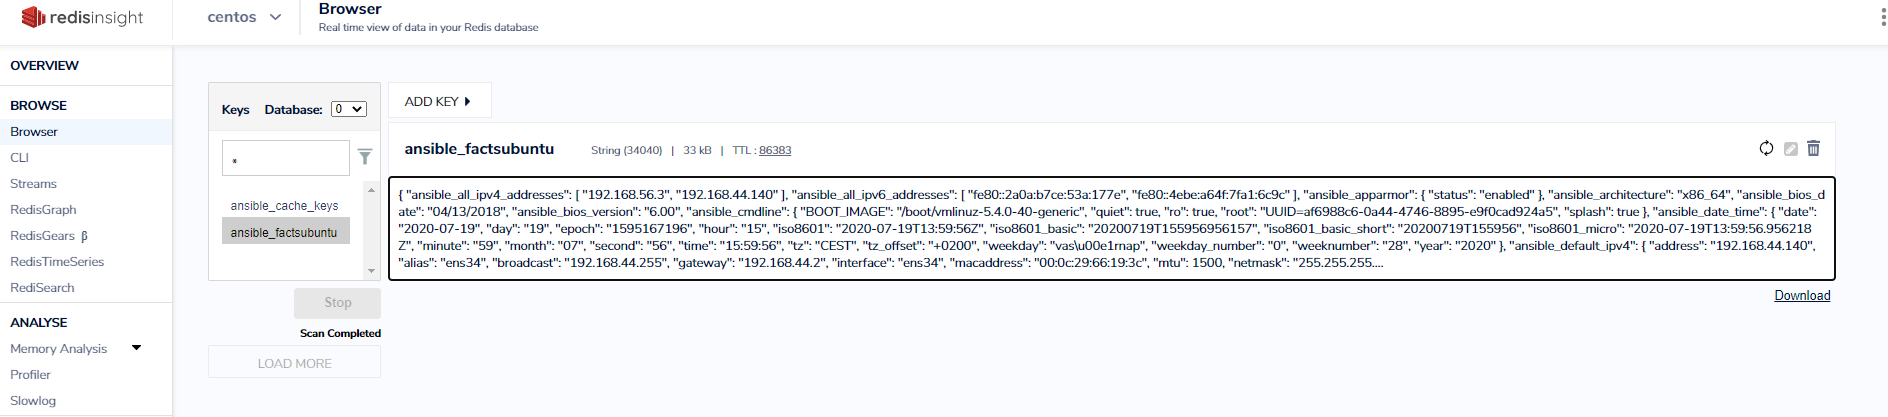 redisinsight
centos
Browser
Real time view of data in your Redis database
OVERVIEW
BROWSE
Browser
CLI
Streams
RedisGraph
RedisGears β
RedisTimeSeries
RediSearch
ANALYSE
Memory Analysis
Profiler
Slowlog
Keys Database: 0
*
ansible_cache_keys
ansible_factsubuntu
Stop
Scan Completed
LOAD MORE
ADD KEY
ansible_factsubuntu String (34040) | 33 kB | TTL : 86383
{ "ansible_all_ipv4_addresses": [ "192.168.56.3", "192.168.44.140" ], "ansible_all_ipv6_addresses": [ "fe80::2a0a:b7ce:53a:177e", "fe80::4ebe:a64f:7fa1:6c9c" ], "ansible_apparmor": { "status": "enabled" }, "ansible_architecture": "x86_64", "ansible_bios_d
ate": "04/13/2018", "ansible_bios_version": "6.00", "ansible_cmdline": { "BOOT_IMAGE": "/boot/vmlinuz-5.4.0-40-generic", "quiet": true, "ro": true, "root": "UUID=af6988c6-0a44-4746-8895-e9f0cad924a5", "splash": true }, "ansible_date_time": { "date":
"2020-07-19", "day": "19", "epoch": "1595167196", "hour": "15", "iso8601": "2020-07-19T13:59:56Z", "iso8601_basic": "20200719T155956956157", "iso8601_basic_short": "20200719T155956", "iso8601_micro": "2020-07-19T13:59:56.956218
Z", "minute": "59", "month": "07", "second": "56", "time": "15:59:56", "tz": "CEST", "tz_offset": "+0200", "weekday": "vas\u00e1rnap", "weekday_number": "0", "weeknumber": "28", "year": "2020" }, "ansible_default_ipv4": { "address": "192.168.44.140",
"alias": "ens34", "broadcast": "192.168.44.255", "gateway": "192.168.44.2", "interface": "ens34", "macaddress": "00:0c:29:66:19:3c", "mtu": 1500, "netmask": "255.255.255....
Download